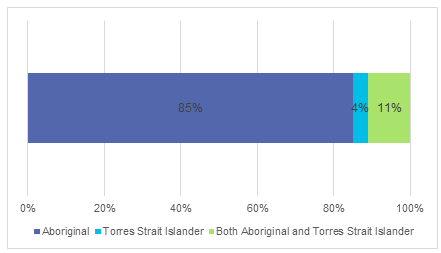 85% 4% 11%
0% 20% 40% 60% 80% 100%
Aboriginal Torres Strait Islander Both Aboriginal and Torres Strait Islander